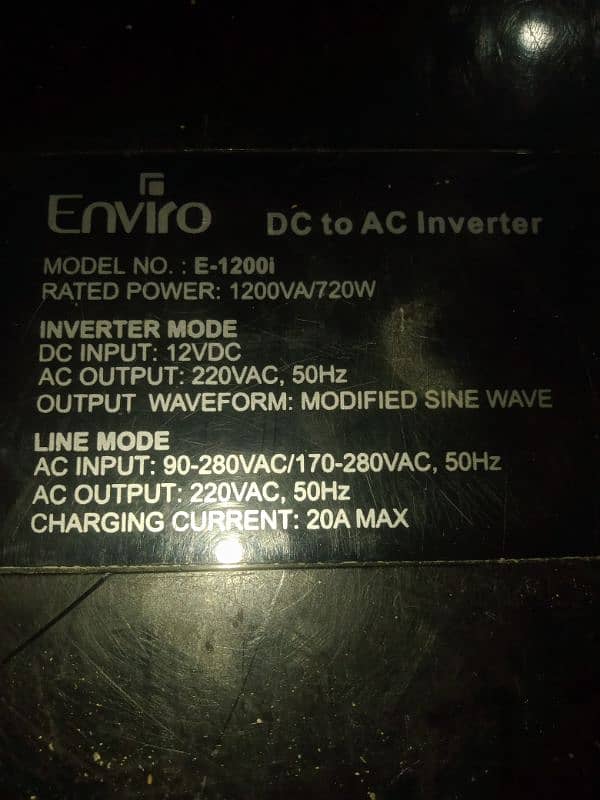 Enviro DC to AC Inverter
MODEL NO. : E-1200i
RATED POWER: 1200VA/720W
INVERTER MODE
DC INPUT: 12VDC
AC OUTPUT: 220VAC, 50Hz
OUTPUT WAVEFORM: MODIFIED SINE WAVE
LINE MODE
AC INPUT: 90-280VAC/170-280VAC, 50Hz
AC OUTPUT: 220VAC, 50Hz
CHARGING CURRENT: 20A MAX